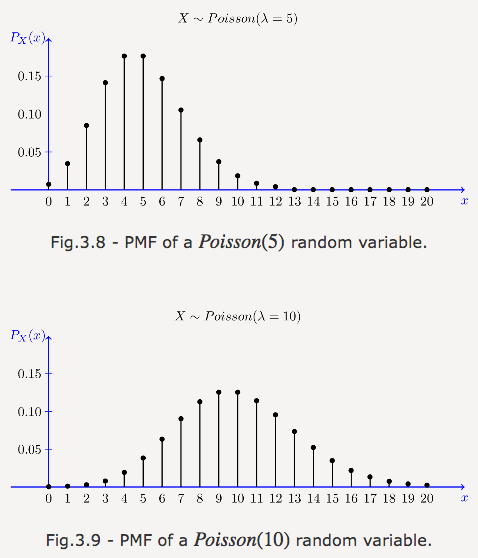 X ∼ Poisson(λ = 5)
P_X(x)
0.15
0.10
0.05
0 1 2 3 4 5 6 7 8 9 10 11 12 13 14 15 16 17 18 19 20 x
Fig.3.8 - PMF of a Poisson(5) random variable.
X ∼ Poisson(λ = 10)
P_X(x)
0.15
0.10
0.05
0 1 2 3 4 5 6 7 8 9 10 11 12 13 14 15 16 17 18 19 20 x
Fig.3.9 - PMF of a Poisson(10) random variable.